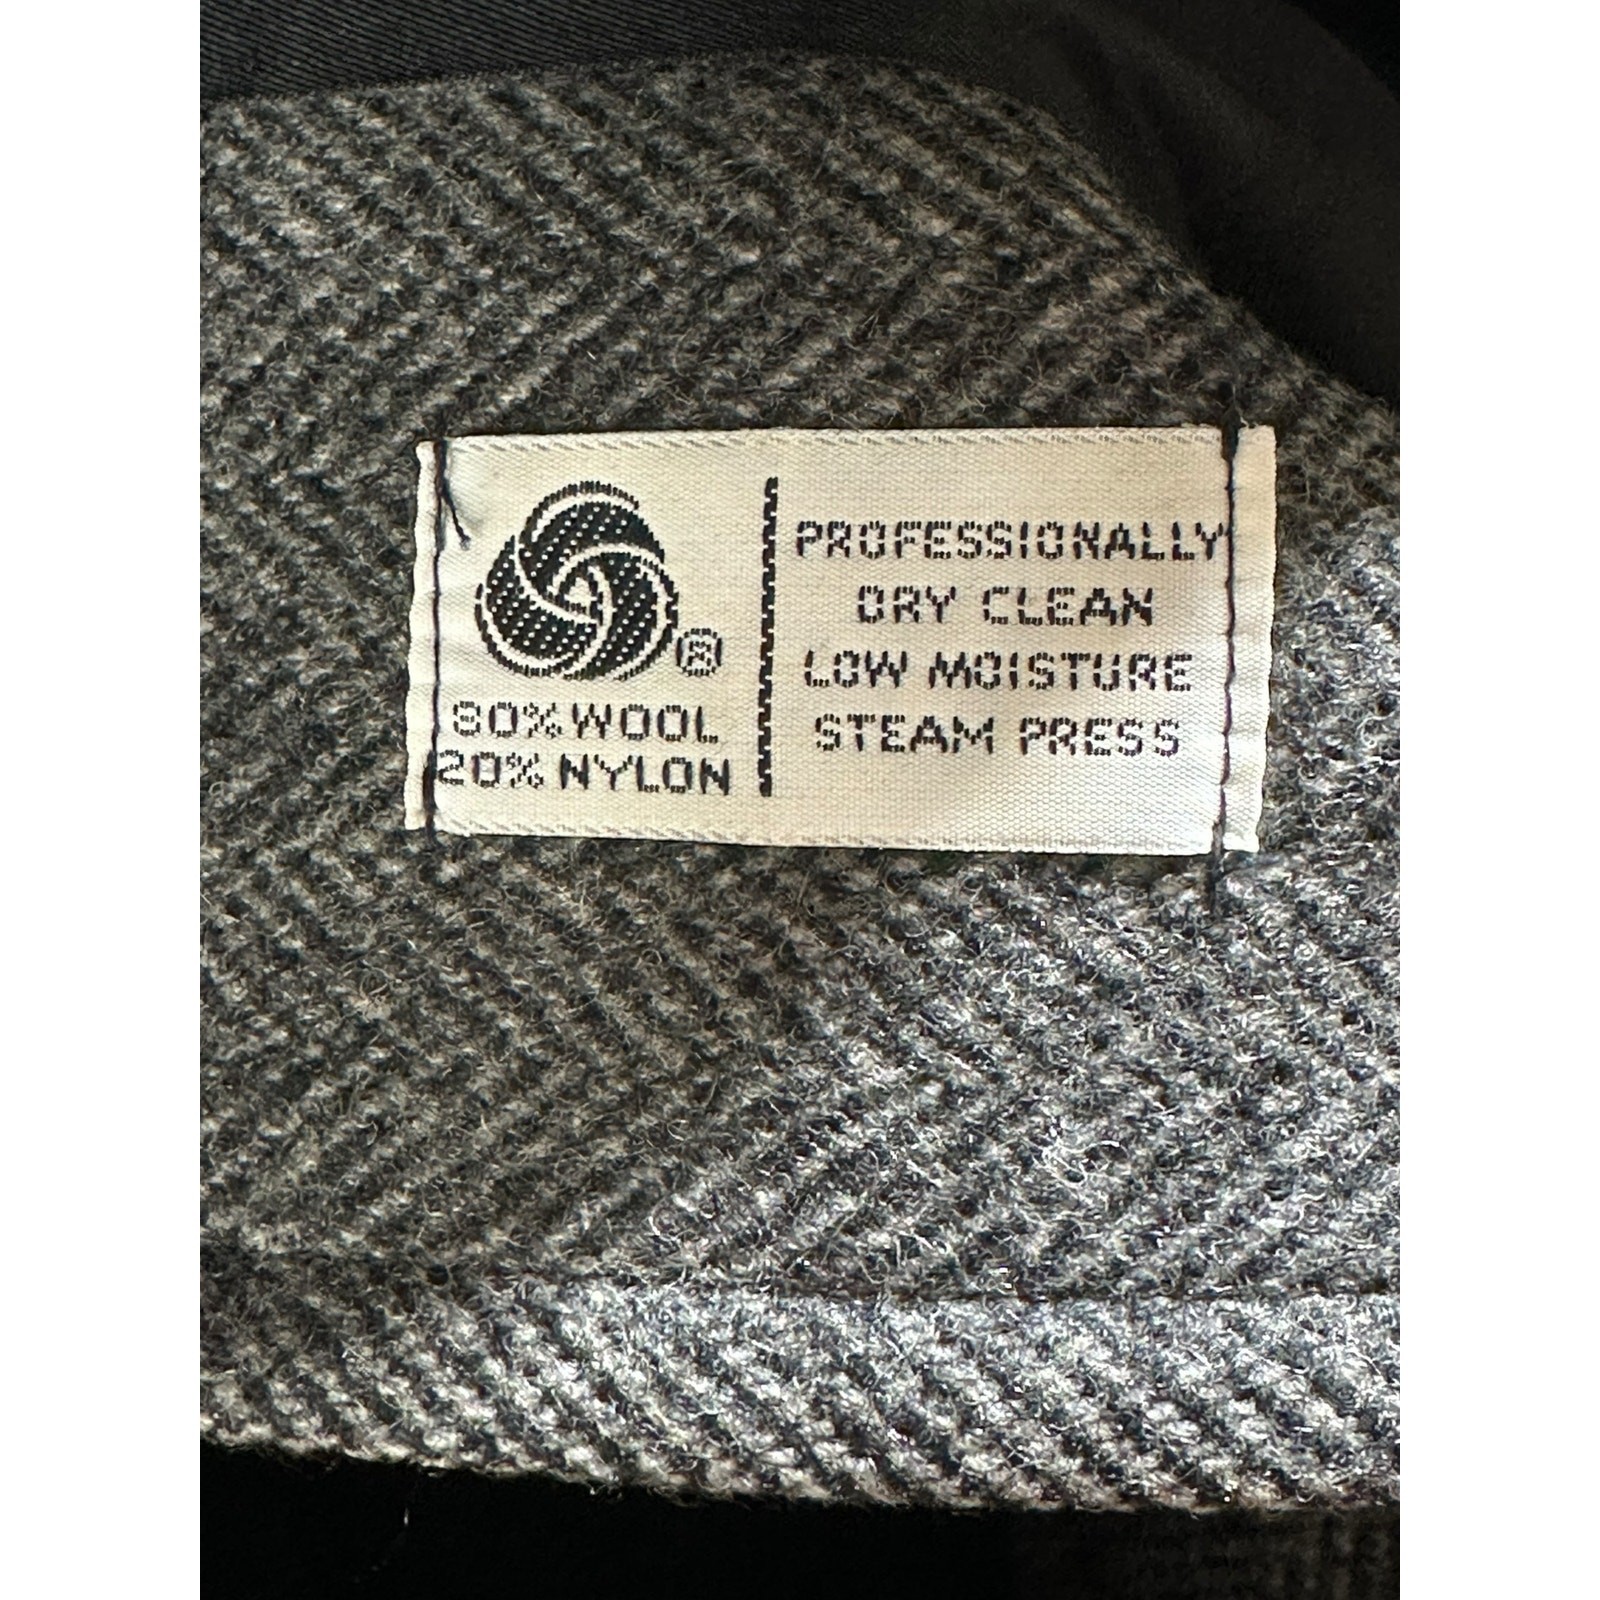 ®
80% WOOL
20% NYLON
PROFESSIONALLY
DRY CLEAN
LOW MOISTURE
STEAM PRESS